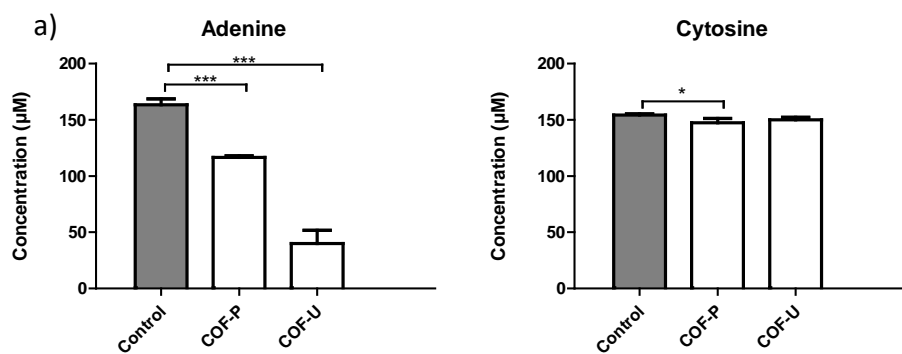 a)
Adenine
Concentration (µM)
200
150
100
50
0
***
***
Control
COF-P
COF-U
Cytosine
Concentration (µM)
200
150
100
50
0
*
Control
COF-P
COF-U